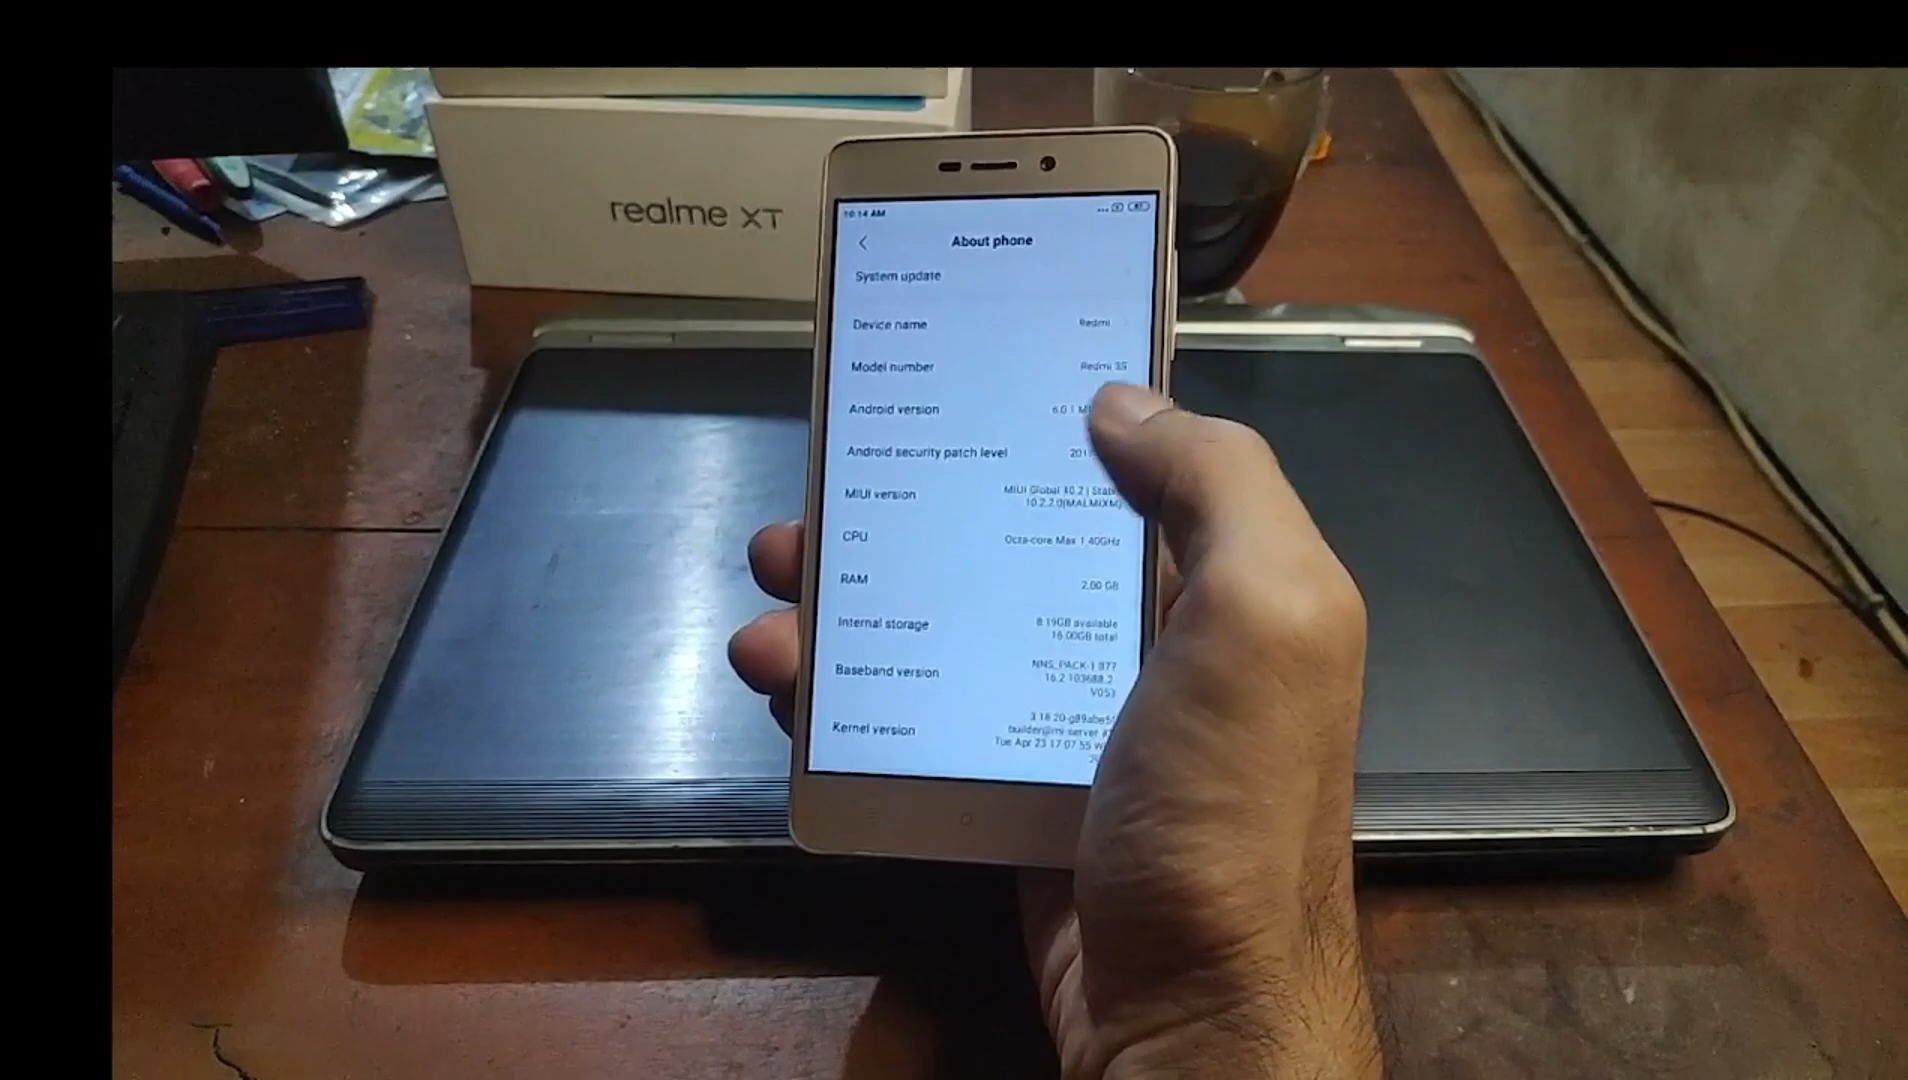 realme XT
10:14 AM
About phone
System update
Device name Redmi
Model number Redmi 3S
Android version 6.0.1
Android security patch level
MIUI version MIUI Global 10.2 |
10.2.2.0(MALMIXM)
CPU Octa-core Max 1.40GHz
RAM 2.00 GB
Internal storage 8.19GB available
16.00GB total
Baseband version
16.2.103688.2.
V053
Kernel version
Tue Apr 23 17:07:55